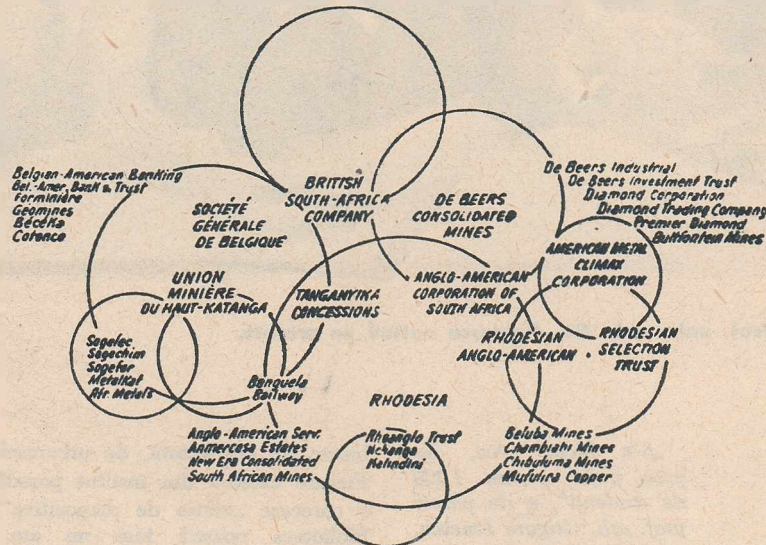 Belgian-American Banking
Bel.-Amer. Bank & Trust
Forminière
Geomines
Bécéka
Cotonco
SOCIÉTÉ
GÉNÉRALE
DE BELGIQUE
BRITISH
SOUTH-AFRICA
COMPANY
DE BEERS
CONSOLIDATED
MINES
De Beers Industrial
De Beers Investment Trust
Diamond Corporation
Diamond Trading Company
Premier Diamond
Bultfontein Mines
AMERICAN METAL
CLIMAX
CORPORATION
UNION
MINIÈRE
DU HAUT-KATANGA
TANGANYIKA
CONCESSIONS
ANGLO-AMERICAN
CORPORATION OF
SOUTH AFRICA
RHODESIAN
ANGLO-AMERICAN
RHODESIAN
SELECTION
TRUST
Sogelec
Sogechim
Sogefor
Metalkat
Afr. Metals
Benguela
Railway
RHODESIA
Anglo-American Serv.
Anmercosa Estates
New Era Consolidated
South African Mines
Rhoanglo Trust
Nchanga
Nalindini
Beluba Mines
Chambiahi Mines
Chibuluma Mines
Mufulira Copper